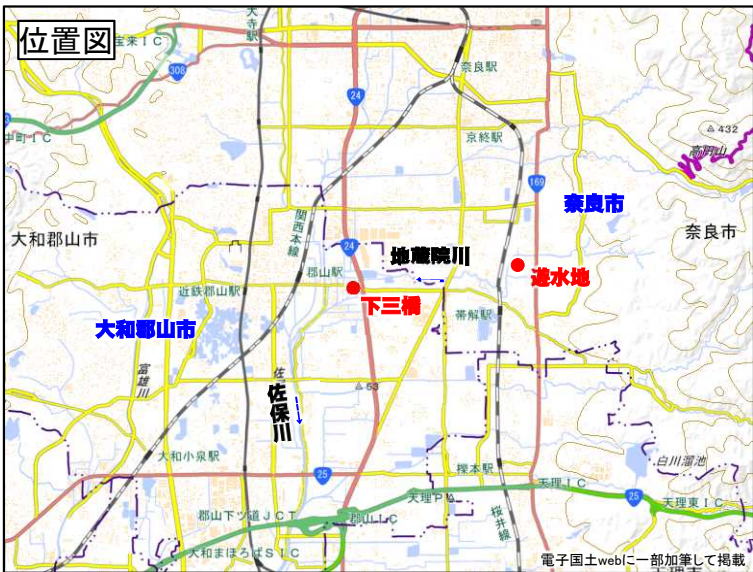 位置図
宝来IC
大寺駅
308
24
奈良駅
中町IC
432
高円山
京終駅
169
奈良市
奈良市
大和郡山市
関西本線
24
地蔵院川
郡山駅
遊水地
近鉄郡山駅
下三橋
帯解駅
大和郡山市
富雄川
53
佐
佐保川
大和小泉駅
白川溜池
25
櫟本駅
天理IC
天理PA
25
天理東IC
郡山下ツ道JCT
郡山IC
桜井線
大和まほろばSIC
電子国土webに一部加筆して掲載